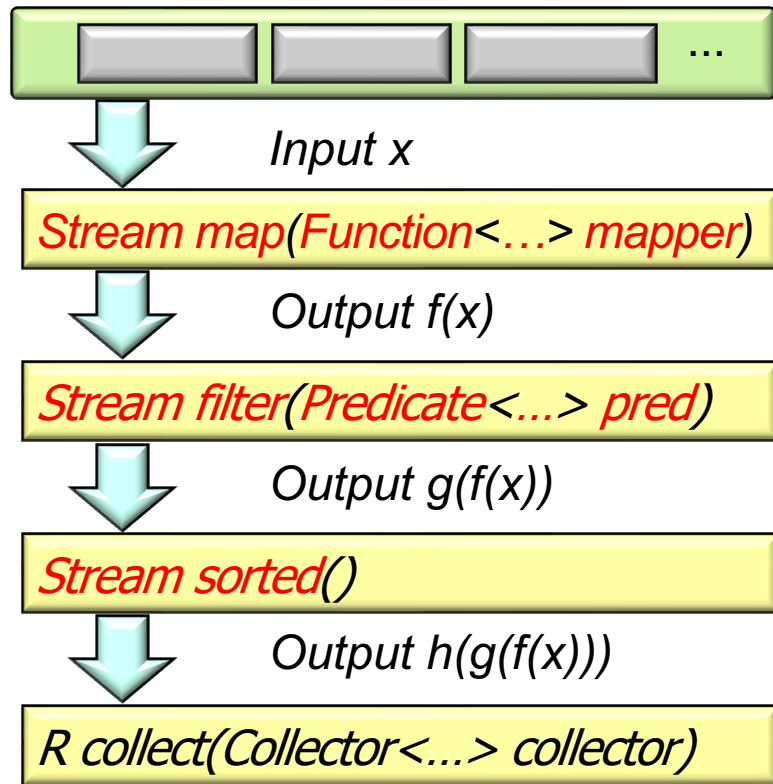 ...
Input x
Stream map(Function<...> mapper)
Output f(x)
Stream filter(Predicate<...> pred)
Output g(f(x))
Stream sorted()
Output h(g(f(x)))
R collect(Collector<...> collector)